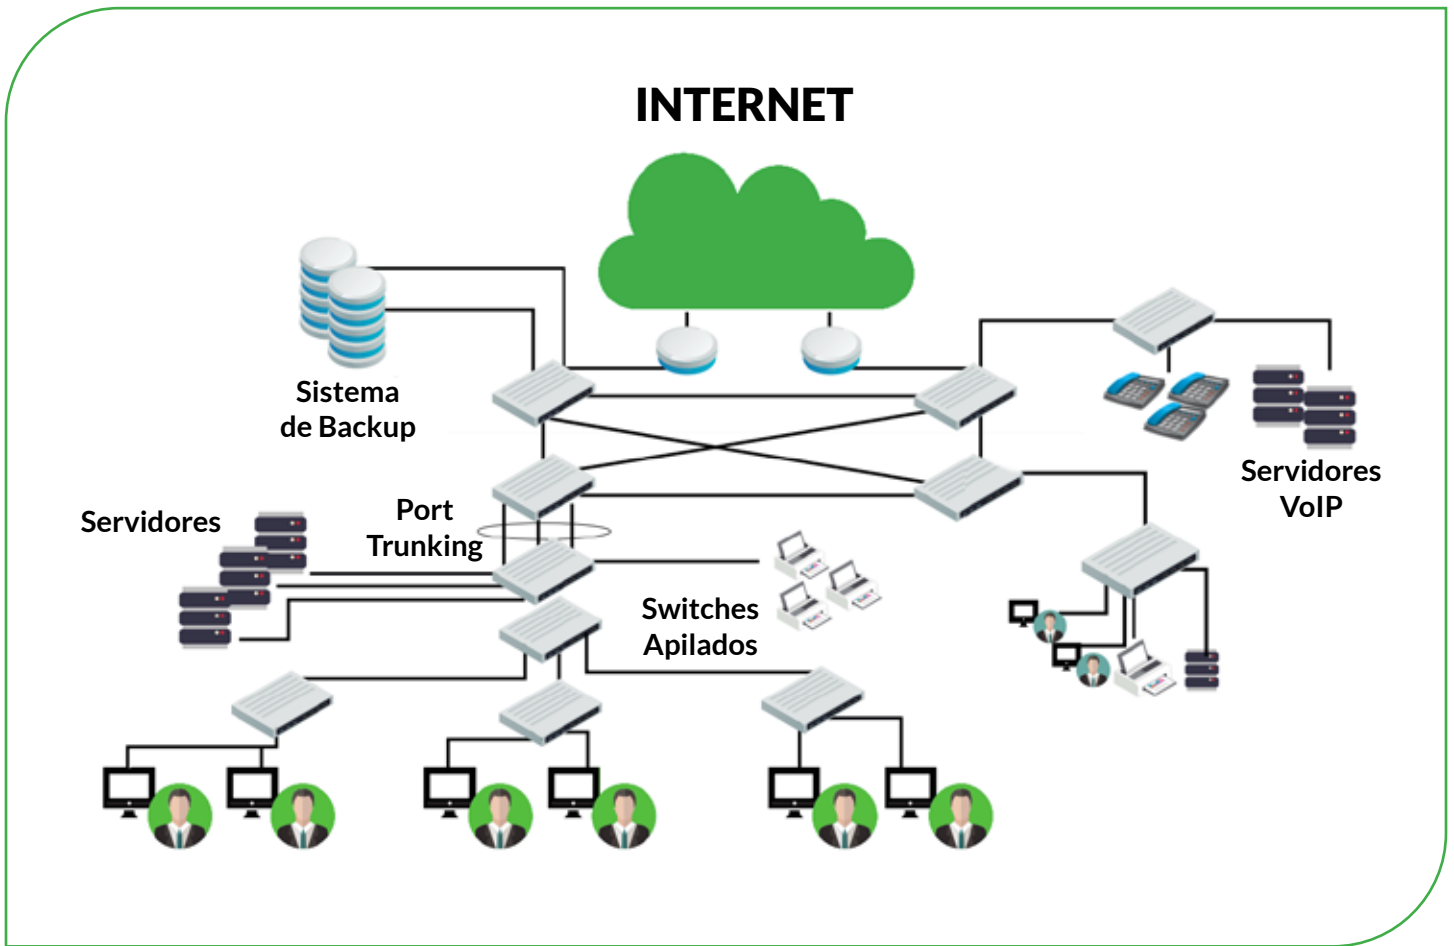 INTERNET
Sistema
de Backup
Servidores
VoIP
Servidores
Port
Trunking
Switches
Apilados